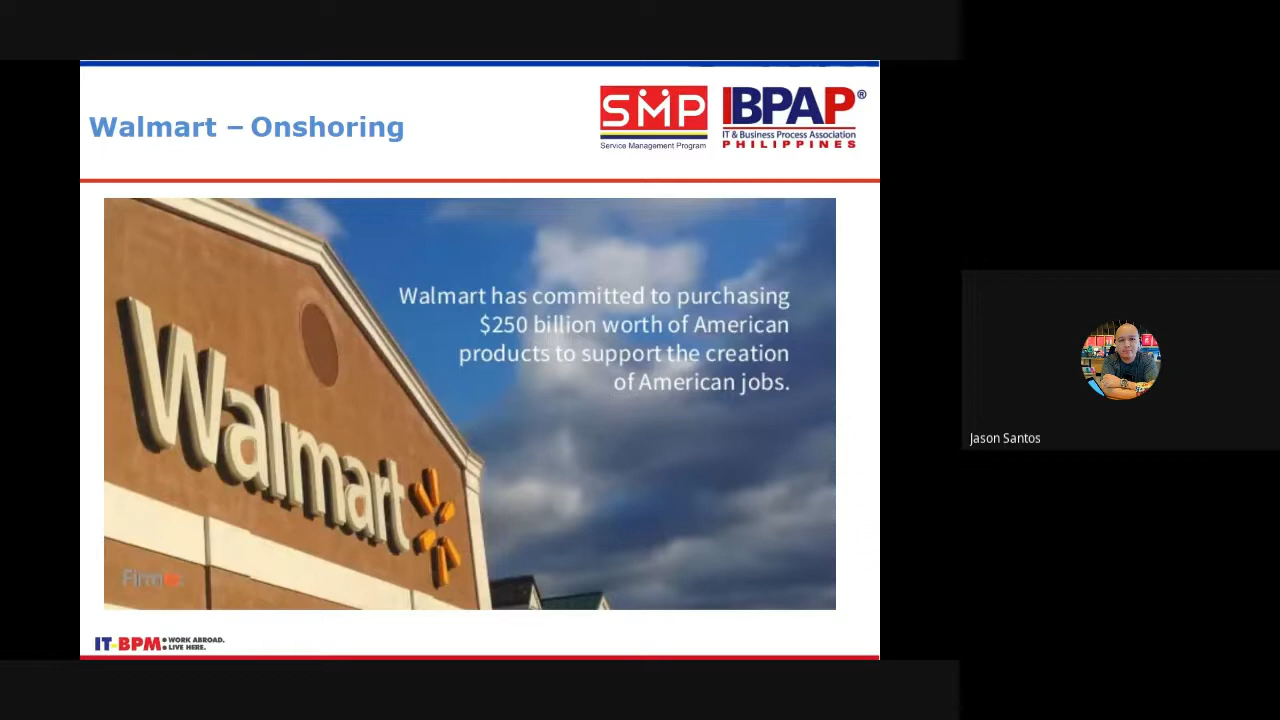 Walmart – Onshoring
SMP
Service Management Program
IBPAP®
IT & Business Process Association
PHILIPPINES
Walmart has committed to purchasing
$250 billion worth of American
products to support the creation
of American jobs.
Walmart
Firmex
Jason Santos
IT-BPM: WORK ABROAD.
LIVE HERE.